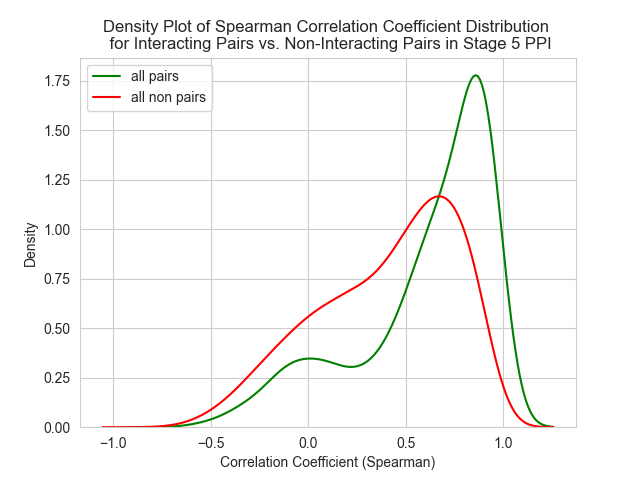 Density Plot of Spearman Correlation Coefficient Distribution
for Interacting Pairs vs. Non-Interacting Pairs in Stage 5 PPI
all pairs
all non pairs
1.75
1.50
1.25
1.00
0.75
0.50
0.25
0.00
Density
−1.0 −0.5 0.0 0.5 1.0
Correlation Coefficient (Spearman)